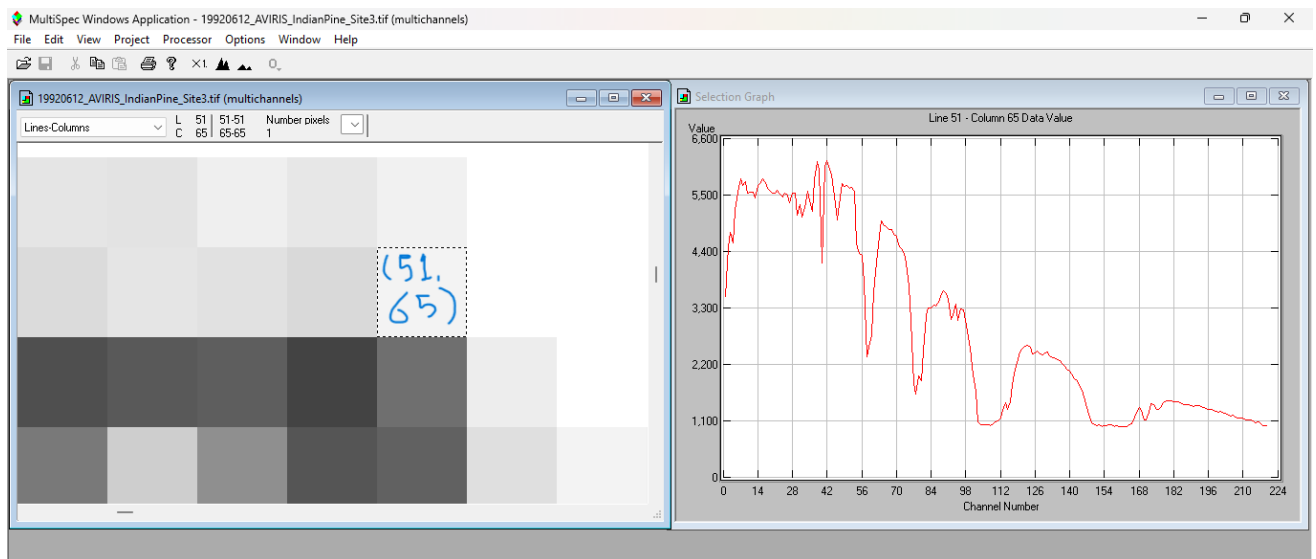 MultiSpec Windows Application - 19920612_AVIRIS_IndianPine_Site3.tif (multichannels)
File Edit View Project Processor Options Window Help
×1
19920612_AVIRIS_IndianPine_Site3.tif (multichannels)
Lines-Columns L 51 51-51 Number pixels
C 65 65-65 1
(51,
65)
Selection Graph
Line 51 - Column 65 Data Value
Value
6,600
5,500
4,400
3,300
2,200
1,100
0
0 14 28 42 56 70 84 98 112 126 140 154 168 182 196 210 224
Channel Number